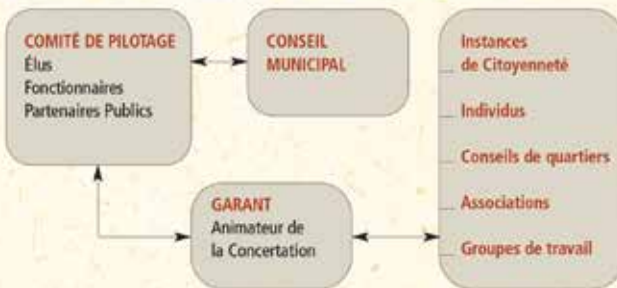 COMITÉ DE PILOTAGE
Élus
Fonctionnaires
Partenaires Publics
CONSEIL
MUNICIPAL
GARANT
Animateur de
la Concertation
Instances
de Citoyenneté
Individus
Conseils de quartiers
Associations
Groupes de travail